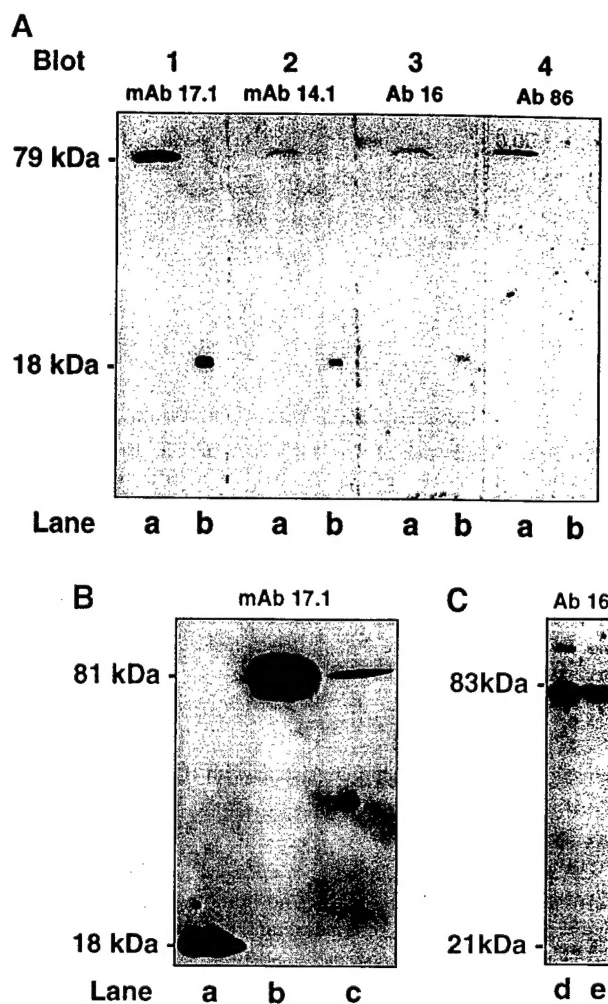 A
Blot 1 2 3 4
mAb 17.1 mAb 14.1 Ab 16 Ab 86
79 kDa
18 kDa
Lane a b a b a b a b
B
mAb 17.1
81 kDa
18 kDa
Lane a b c
C
Ab 16
83kDa
21kDa
d e